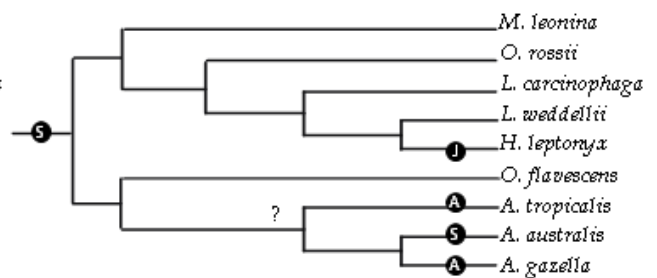 M. leonina
O. rossii
L. carcinophaga
L. weddellii
S
J H. leptonyx
O. flavescens
A A. tropicalis
?
S A. australis
A A. gazella